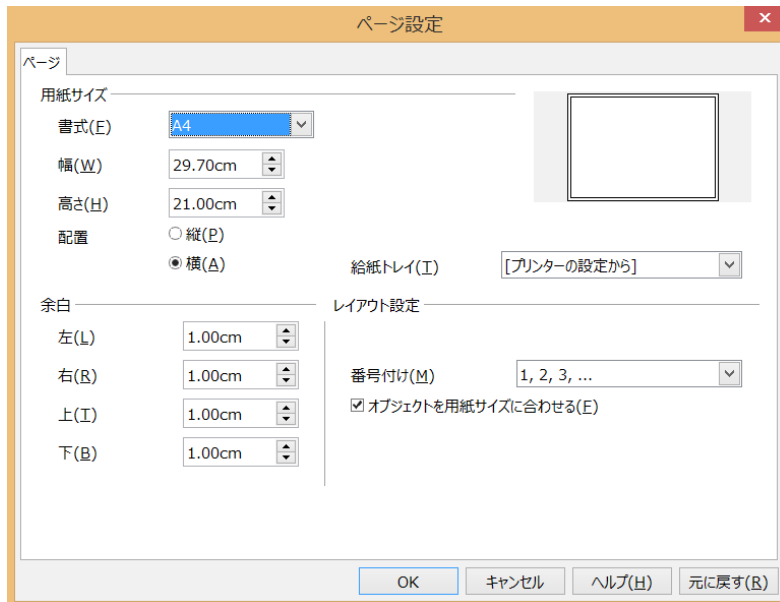 ページ設定
x
ページ
用紙サイズ
書式(F) A4
幅(W) 29.70cm
高さ(H) 21.00cm
配置 縦(P)
横(A) 給紙トレイ(T) [プリンターの設定から]
余白 レイアウト設定
左(L) 1.00cm
右(R) 1.00cm 番号付け(M) 1, 2, 3, ...
上(T) 1.00cm オブジェクトを用紙サイズに合わせる(F)
下(B) 1.00cm
OK キャンセル ヘルプ(H) 元に戻す(R)